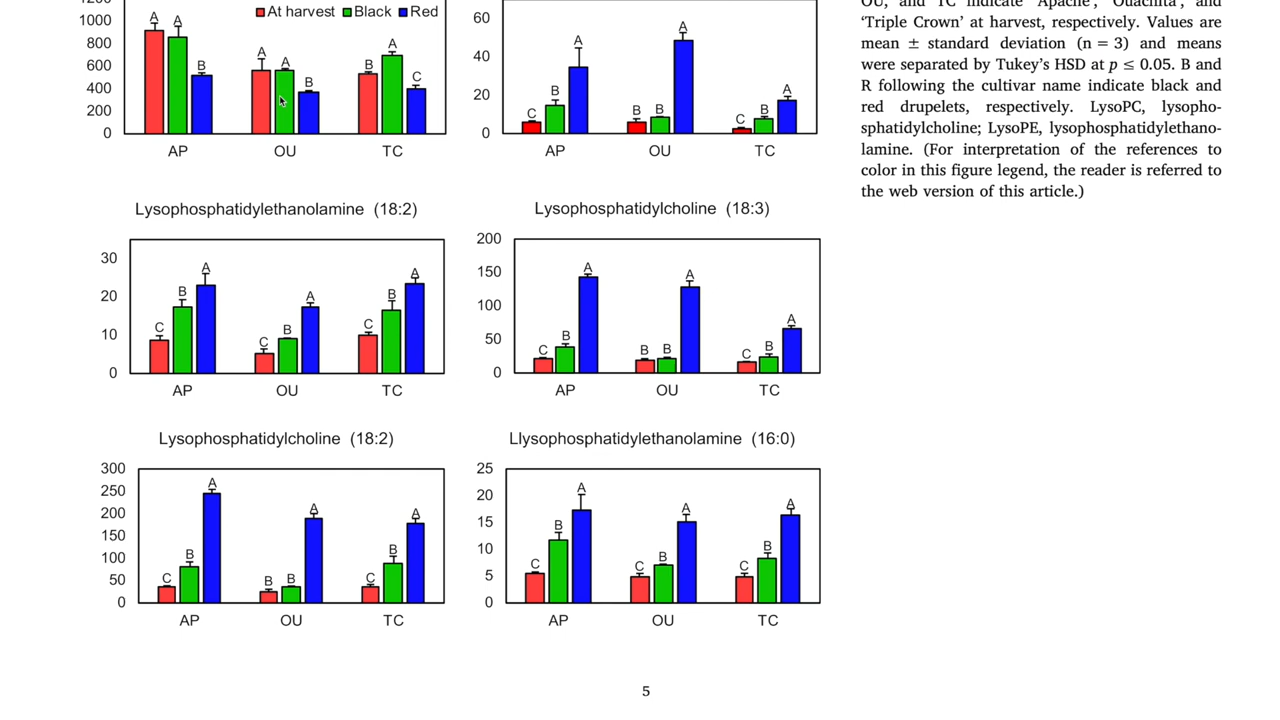 1200
1000
800
600
400
200
0
At harvest Black Red
A A B
A A B
B A C
AP OU TC
60
40
20
0
C B A
B B A
C B A
AP OU TC
OU, and TC indicate 'Apache', 'Ouachita', and
'Triple Crown' at harvest, respectively. Values are
mean ± standard deviation (n = 3) and means
were separated by Tukey's HSD at p ≤ 0.05. B and
R following the cultivar name indicate black and
red drupelets, respectively. LysoPC, lysopho-
sphatidylcholine; LysoPE, lysophosphatidylethano-
lamine. (For interpretation of the references to
color in this figure legend, the reader is referred to
the web version of this article.)
Lysophosphatidylethanolamine (18:2)
30
20
10
0
C B A
C B A
C B A
AP OU TC
Lysophosphatidylcholine (18:3)
200
150
100
50
0
C B A
B B A
C B A
AP OU TC
Lysophosphatidylcholine (18:2)
300
250
200
150
100
50
0
C B A
B B A
C B A
AP OU TC
Llysophosphatidylethanolamine (16:0)
25
20
15
10
5
0
C B A
C B A
C B A
AP OU TC
5